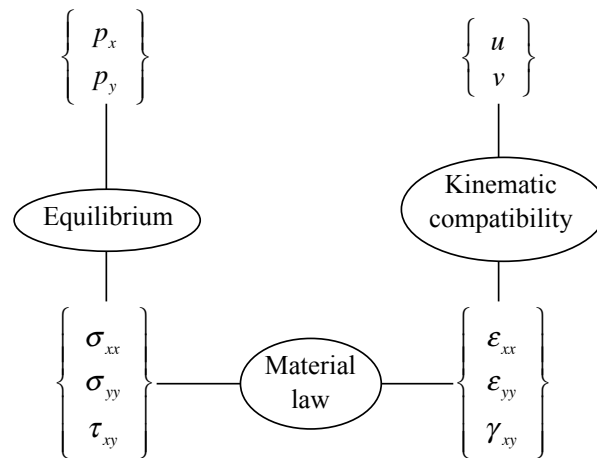 p_x
p_y
u
v
Equilibrium
Kinematic
compatibility
σ_xx
σ_yy
τ_xy
Material
law
ε_xx
ε_yy
γ_xy